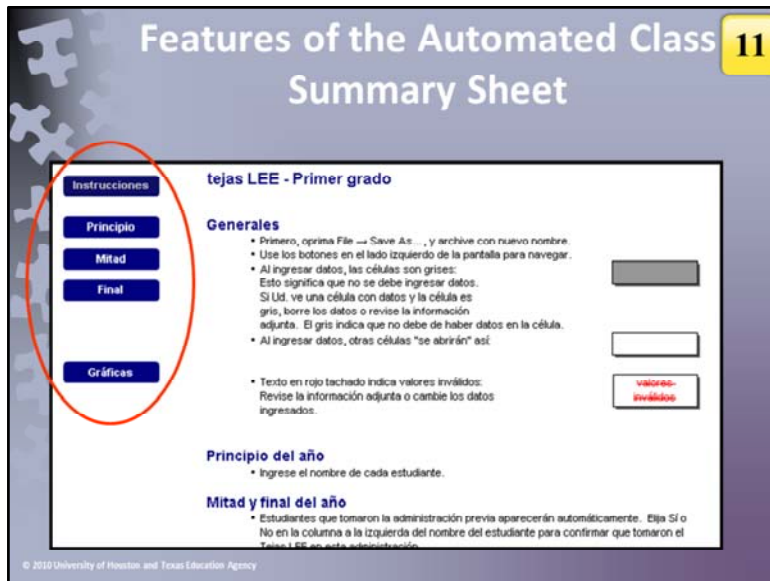 Features of the Automated Class
Summary Sheet
11
Instrucciones
Principio
Mitad
Final
Gráficas
tejas LEE - Primer grado
Generales
• Primero, oprima File → Save As..., y archive con nuevo nombre.
• Use los botones en el lado izquierdo de la pantalla para navegar.
• Al ingresar datos, las células son grises:
Esto significa que no se debe ingresar datos.
Si Ud. ve una célula con datos y la célula es
gris, borre los datos o revise la información
adjunta. El gris indica que no debe de haber datos en la célula.
• Al ingresar datos, otras células "se abrirán" así:
• Texto en rojo tachado indica valores inválidos:
Revise la información adjunta o cambie los datos
ingresados.
valores
inválidos
Principio del año
• Ingrese el nombre de cada estudiante.
Mitad y final del año
• Estudiantes que tomaron la administración previa aparecerán automáticamente. Elija Sí o
No en la columna a la izquierda del nombre del estudiante para confirmar que tomaron el
Tejas LEE en esta administración
© 2010 University of Houston and Texas Education Agency